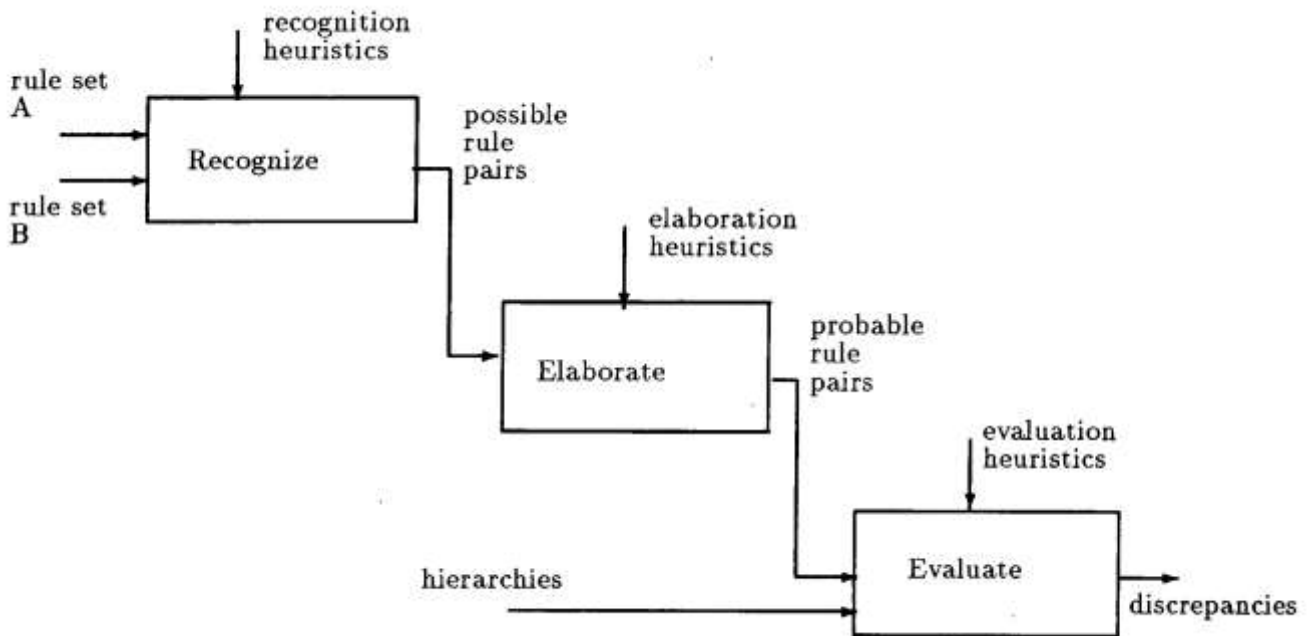 recognition
heuristics
rule set
A
Recognize
rule set
B
possible
rule
pairs
elaboration
heuristics
Elaborate
probable
rule
pairs
evaluation
heuristics
hierarchies
Evaluate
discrepancies